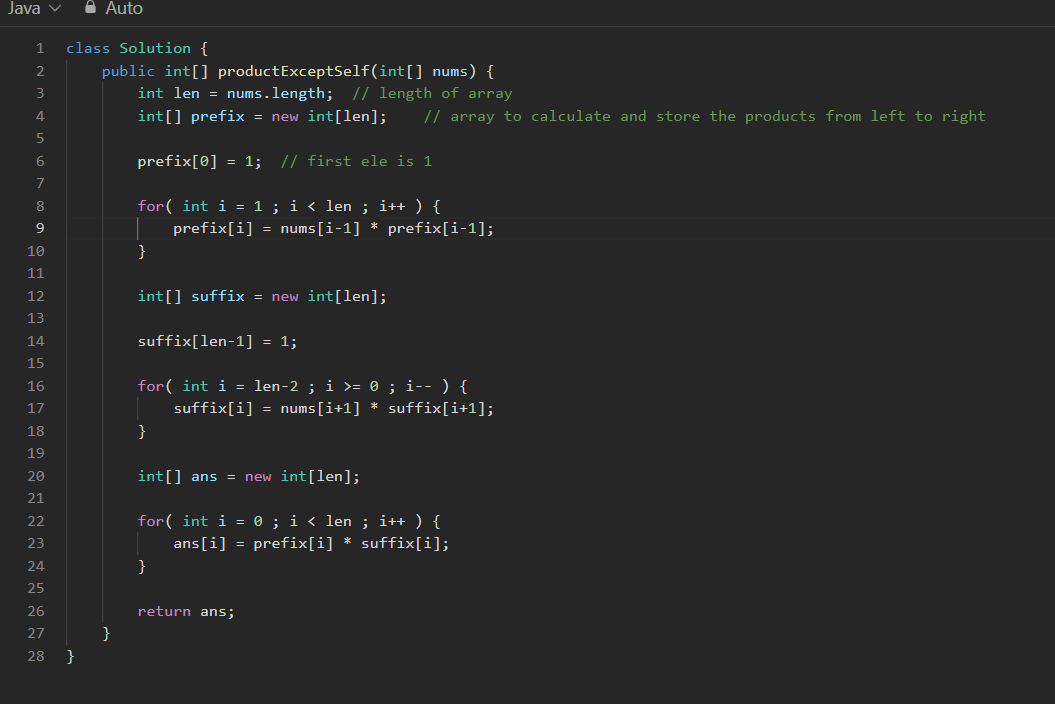 Java Auto
1 class Solution {
2 public int[] productExceptSelf(int[] nums) {
3 int len = nums.length; // length of array
4 int[] prefix = new int[len]; // array to calculate and store the products from left to right
5
6 prefix[0] = 1; // first ele is 1
7
8 for( int i = 1 ; i < len ; i++ ) {
9 prefix[i] = nums[i-1] * prefix[i-1];
10 }
11
12 int[] suffix = new int[len];
13
14 suffix[len-1] = 1;
15
16 for( int i = len-2 ; i >= 0 ; i-- ) {
17 suffix[i] = nums[i+1] * suffix[i+1];
18 }
19
20 int[] ans = new int[len];
21
22 for( int i = 0 ; i < len ; i++ ) {
23 ans[i] = prefix[i] * suffix[i];
24 }
25
26 return ans;
27 }
28 }